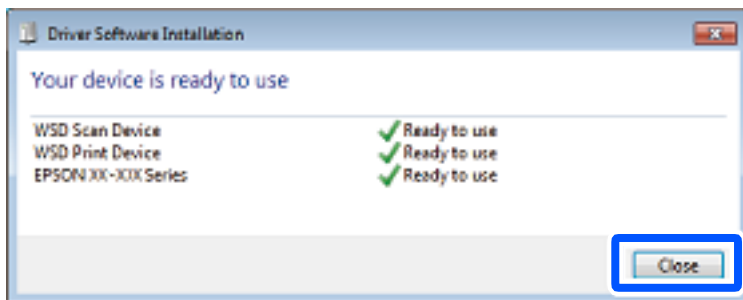 Driver Software Installation
Your device is ready to use
WSD Scan Device Ready to use
WSD Print Device Ready to use
EPSON XX-XXX Series Ready to use
Close